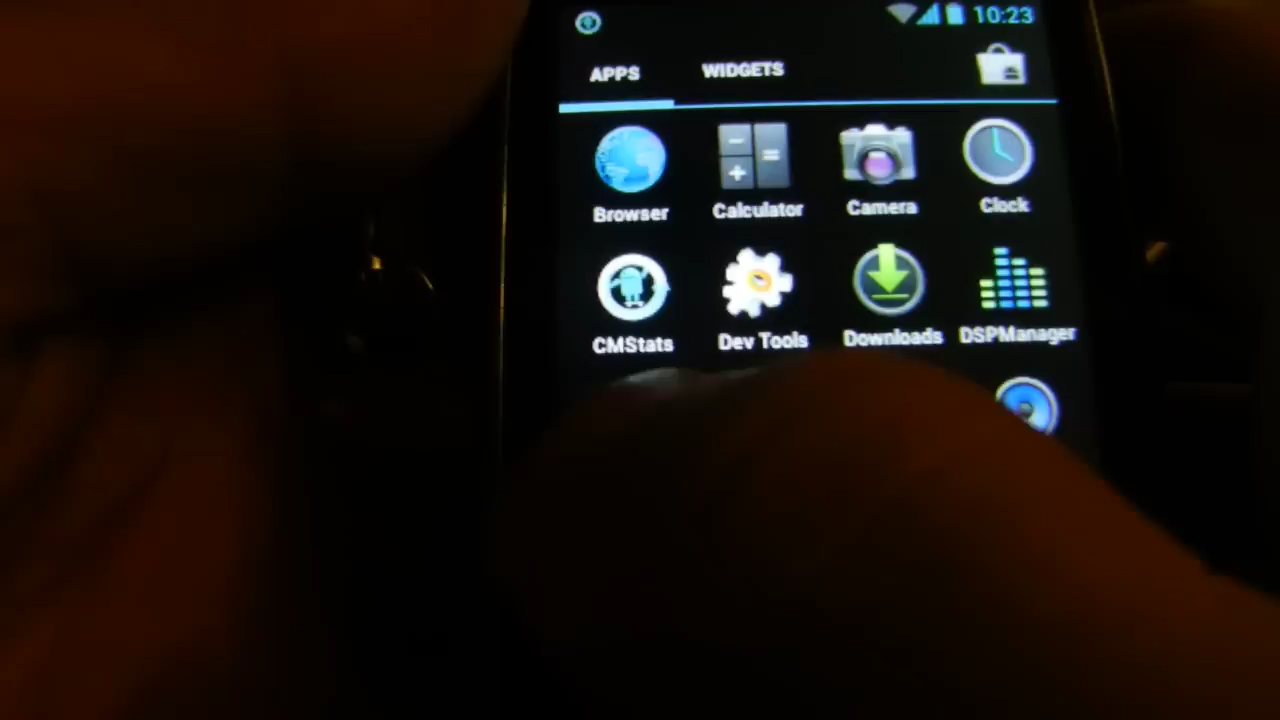 10:23
APPS WIDGETS
Browser Calculator Camera Clock
CMStats Dev Tools Downloads DSPManager